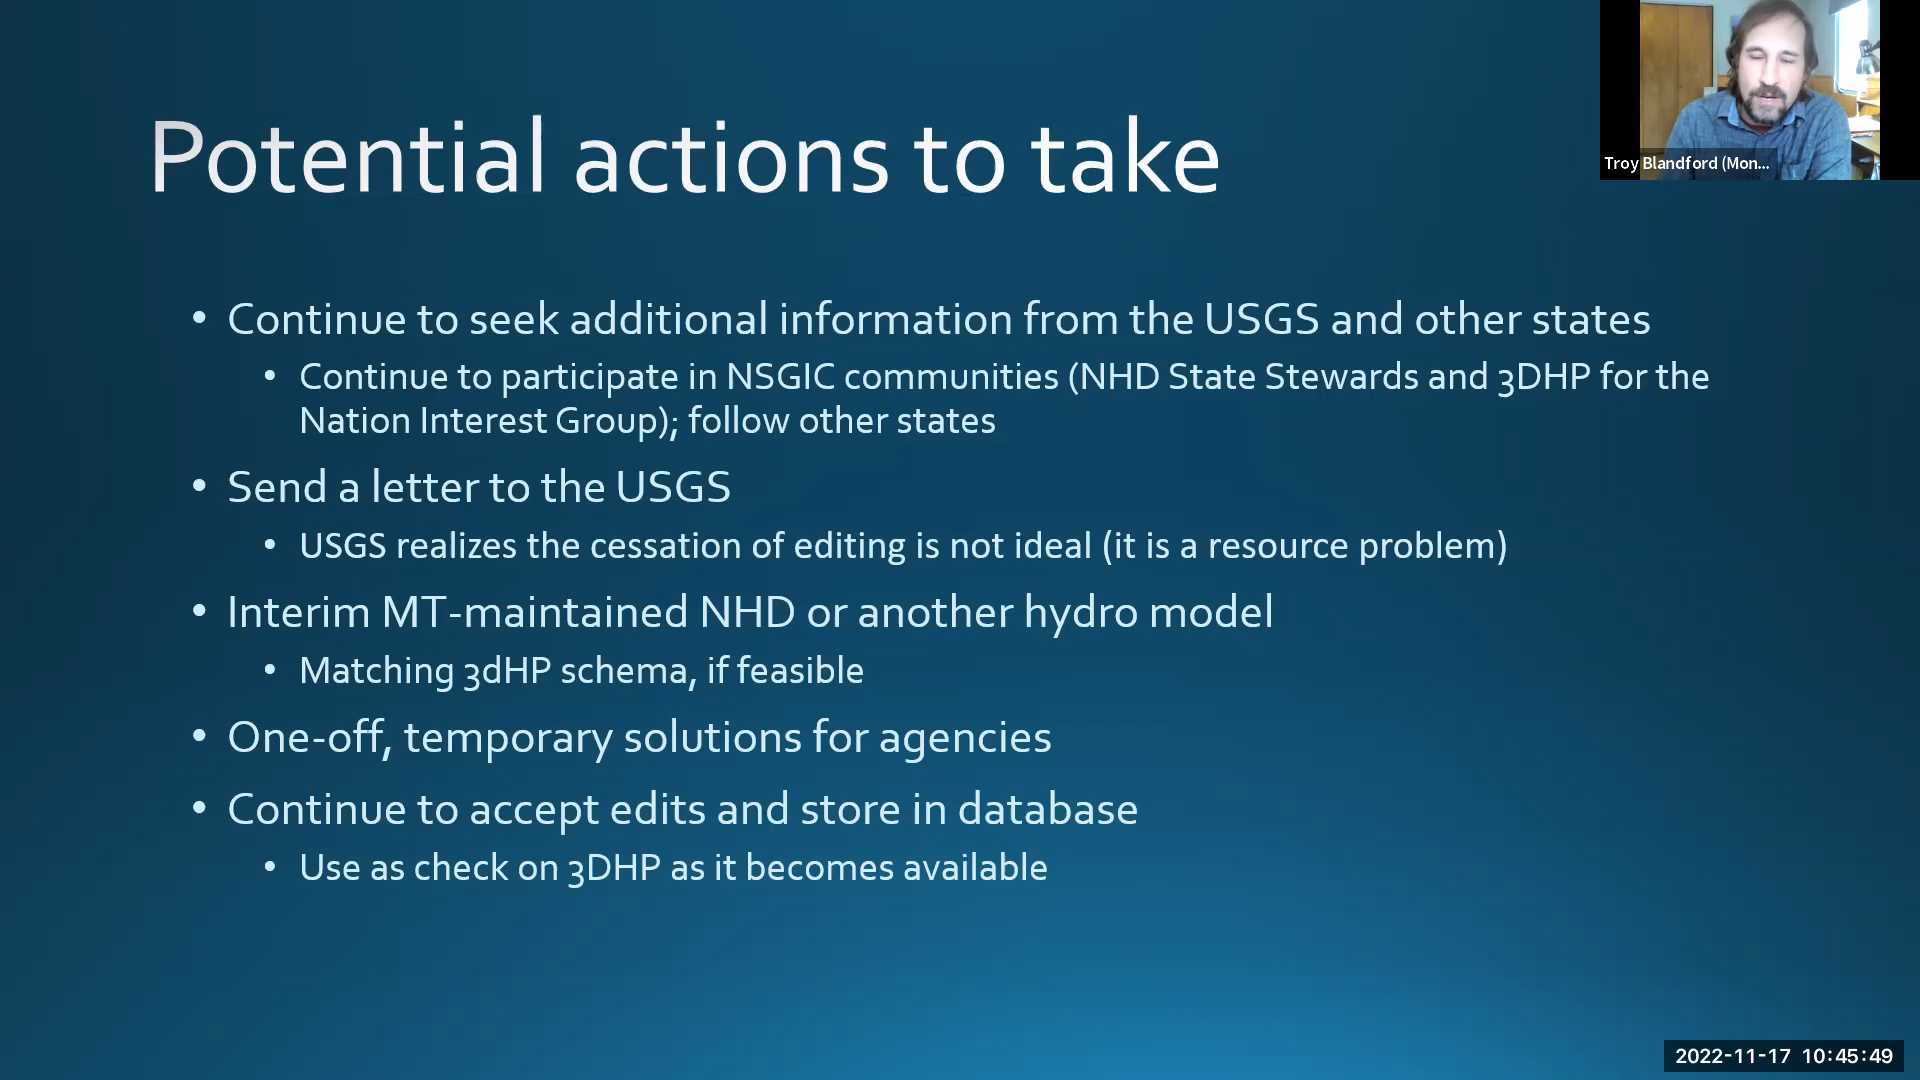 Potential actions to take
Troy Blandford (Mon...
• Continue to seek additional information from the USGS and other states
• Continue to participate in NSGIC communities (NHD State Stewards and 3DHP for the
Nation Interest Group); follow other states
• Send a letter to the USGS
• USGS realizes the cessation of editing is not ideal (it is a resource problem)
• Interim MT-maintained NHD or another hydro model
• Matching 3dHP schema, if feasible
• One-off, temporary solutions for agencies
• Continue to accept edits and store in database
• Use as check on 3DHP as it becomes available
2022-11-17 10:45:49